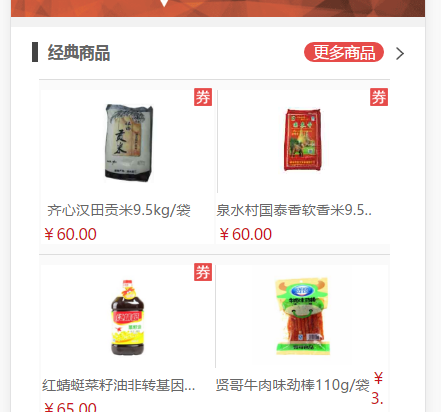 经典商品
更多商品
券
券
齐心汉田贡米9.5kg/袋
泉水村国泰香软香米9.5..
￥60.00
￥60.00
券
红蜻蜓菜籽油非转基因...
贤哥牛肉味劲棒110g/袋
￥
3.
￥65.00